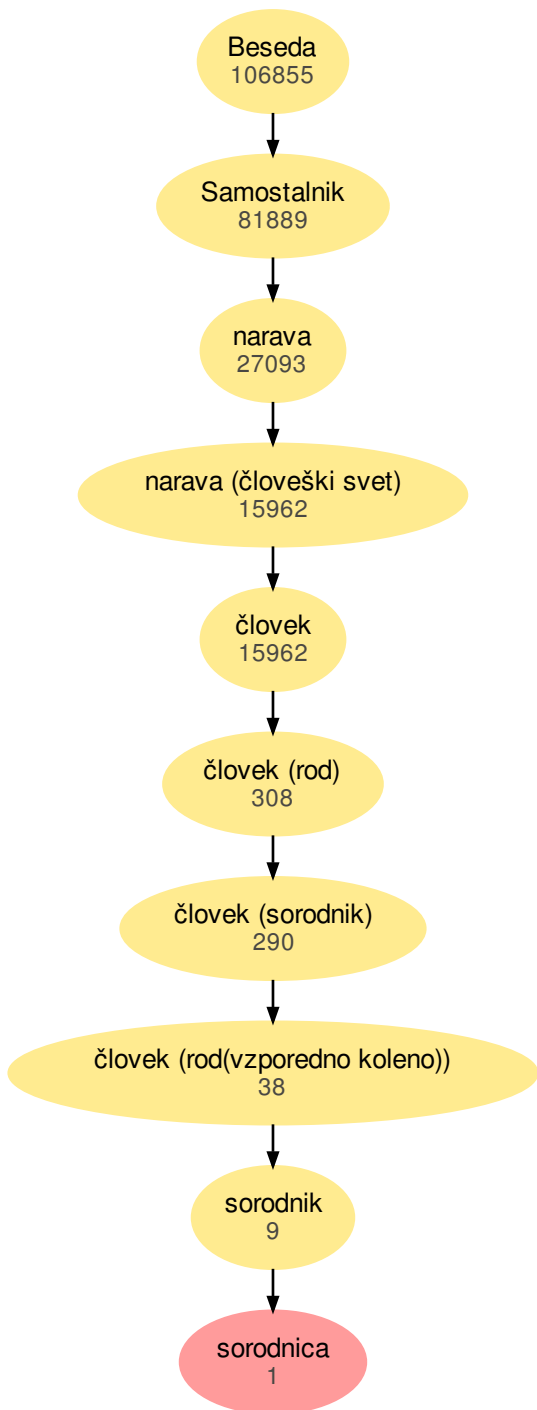 Beseda
106855
Samostalnik
81889
narava
27093
narava (človeški svet)
15962
človek
15962
človek (rod)
308
človek (sorodnik)
290
človek (rod(vzporedno koleno))
38
sorodnik
9
sorodnica
1